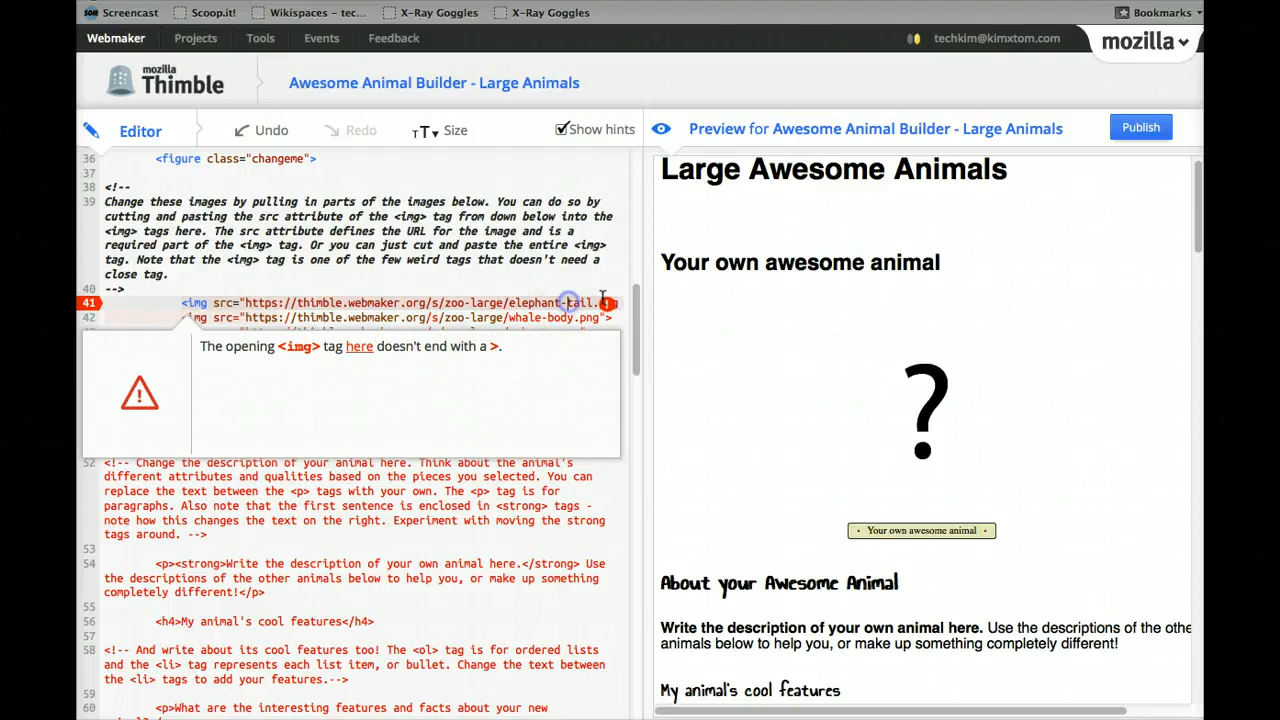 SOM Screencast Scoop.it! Wikispaces – tec... X-Ray Goggles X-Ray Goggles Bookmarks
Webmaker Projects Tools Events Feedback techkim@kimxtom.com mozilla
mozilla
Thimble
Awesome Animal Builder - Large Animals
Editor Undo Redo TTT Size Show hints
Preview for Awesome Animal Builder - Large Animals Publish
36 <figure class="changeme">
37
38 <!--
39 Change these images by pulling in parts of the images below. You can do so by
cutting and pasting the src attribute of the <img> tag from down below into the
<img> tags here. The src attribute defines the URL for the image and is a
required part of the <img> tag. Or you can just cut and paste the entire <img>
tag. Note that the <img> tag is one of the few weird tags that doesn't need a
close tag.
40 -->
41 <img src="https://thimble.webmaker.org/s/zoo-large/elephant-tail.
42 <img src="https://thimble.webmaker.org/s/zoo-large/whale-body.png">
The opening <img> tag here doesn't end with a >.
52 <!-- Change the description of your animal here. Think about the animal's
different attributes and qualities based on the pieces you selected. You can
replace the text between the <p> tags with your own. The <p> tag is for
paragraphs. Also note that the first sentence is enclosed in <strong> tags -
note how this changes the text on the right. Experiment with moving the strong
tags around. -->
53
54 <p><strong>Write the description of your own animal here.</strong> Use
the descriptions of the other animals below to help you, or make up something
completely different!</p>
55
56 <h4>My animal's cool features</h4>
57
58 <!-- And write about its cool features too! The <ol> tag is for ordered lists
and the <li> tag represents each list item, or bullet. Change the text between
the <li> tags to add your features.-->
59
60 <p>What are the interesting features and facts about your new
Large Awesome Animals
Your own awesome animal
?
· Your own awesome animal ·
About your Awesome Animal
Write the description of your own animal here. Use the descriptions of the othe
animals below to help you, or make up something completely different!
My animal's cool features